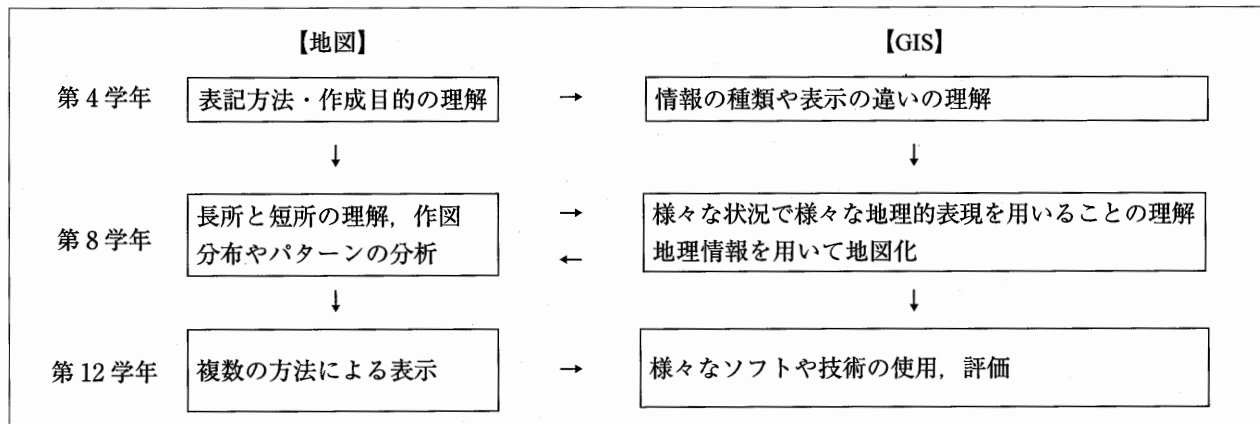 【地図】 【GIS】
第4学年 表記方法・作成目的の理解 → 情報の種類や表示の違いの理解
↓ ↓
長所と短所の理解，作図 → 様々な状況で様々な地理的表現を用いることの理解
第8学年
分布やパターンの分析 ← 地理情報を用いて地図化
↓ ↓
第12学年 複数の方法による表示 → 様々なソフトや技術の使用，評価